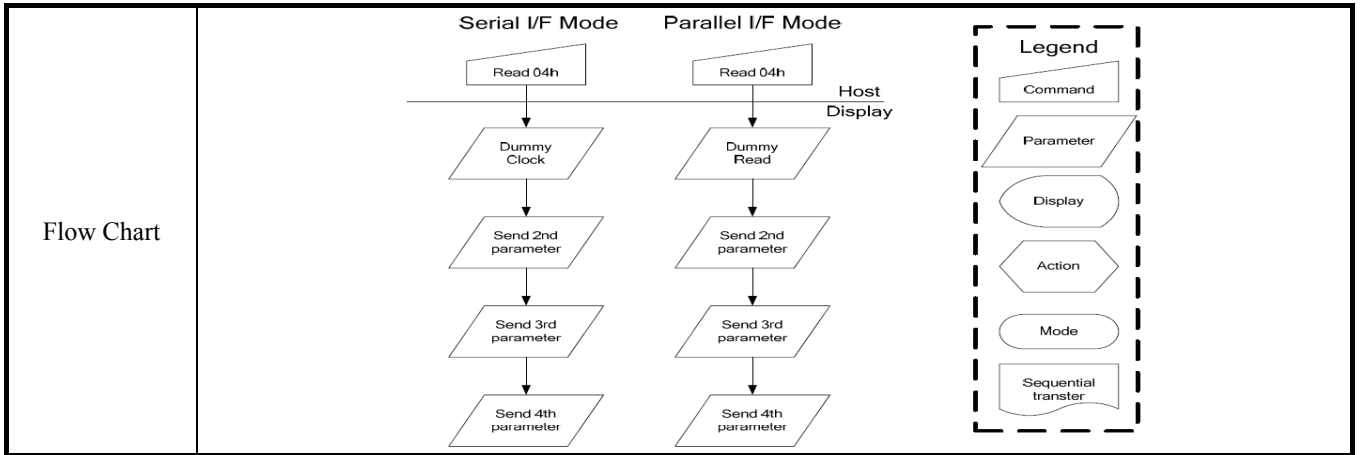 Flow Chart
Serial I/F Mode
Read 04h
Dummy
Clock
Send 2nd
parameter
Send 3rd
parameter
Send 4th
parameter
Parallel I/F Mode
Read 04h
Host
Display
Dummy
Read
Send 2nd
parameter
Send 3rd
parameter
Send 4th
parameter
Legend
Command
Parameter
Display
Action
Mode
Sequential
transter